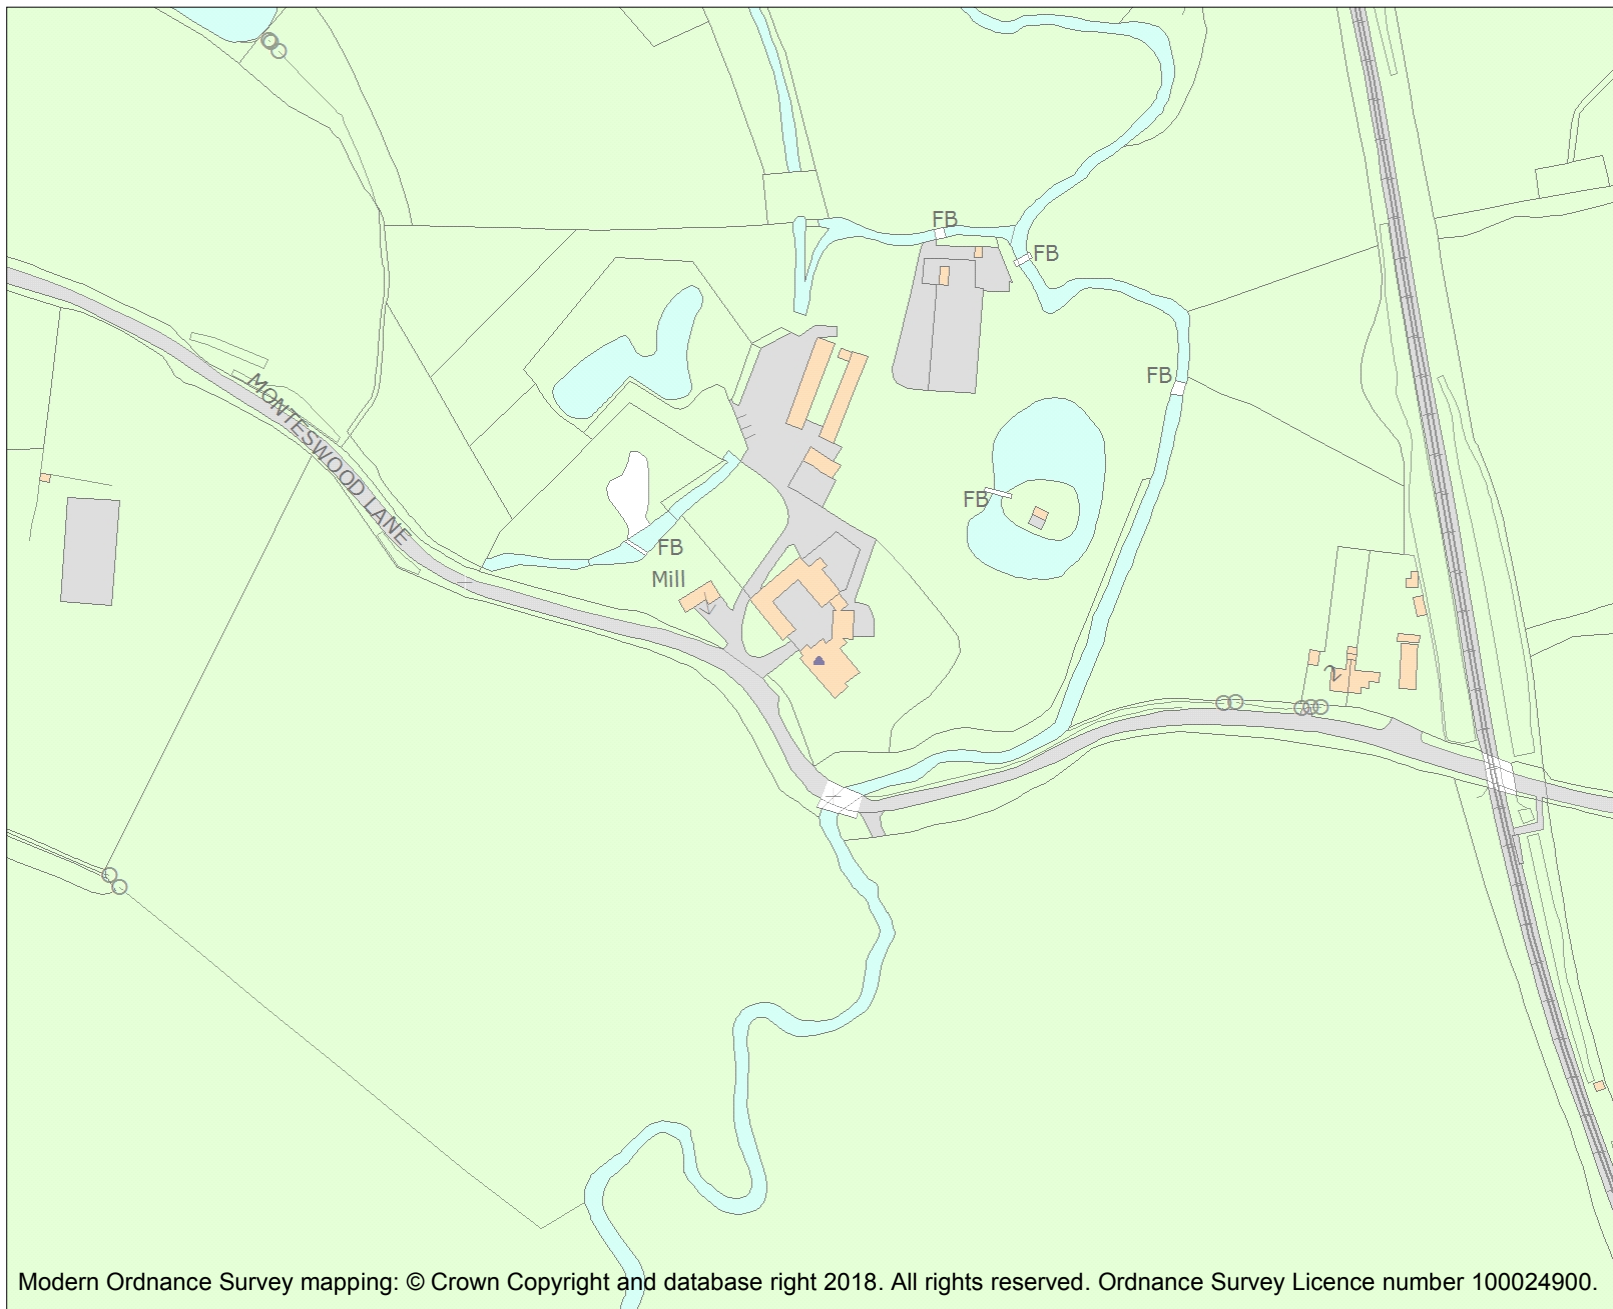 FB
FB
FB
MONTESWOOD LANE
FB
FB
Mill
2
Modern Ordnance Survey mapping: © Crown Copyright and database right 2018. All rights reserved. Ordnance Survey Licence number 100024900.